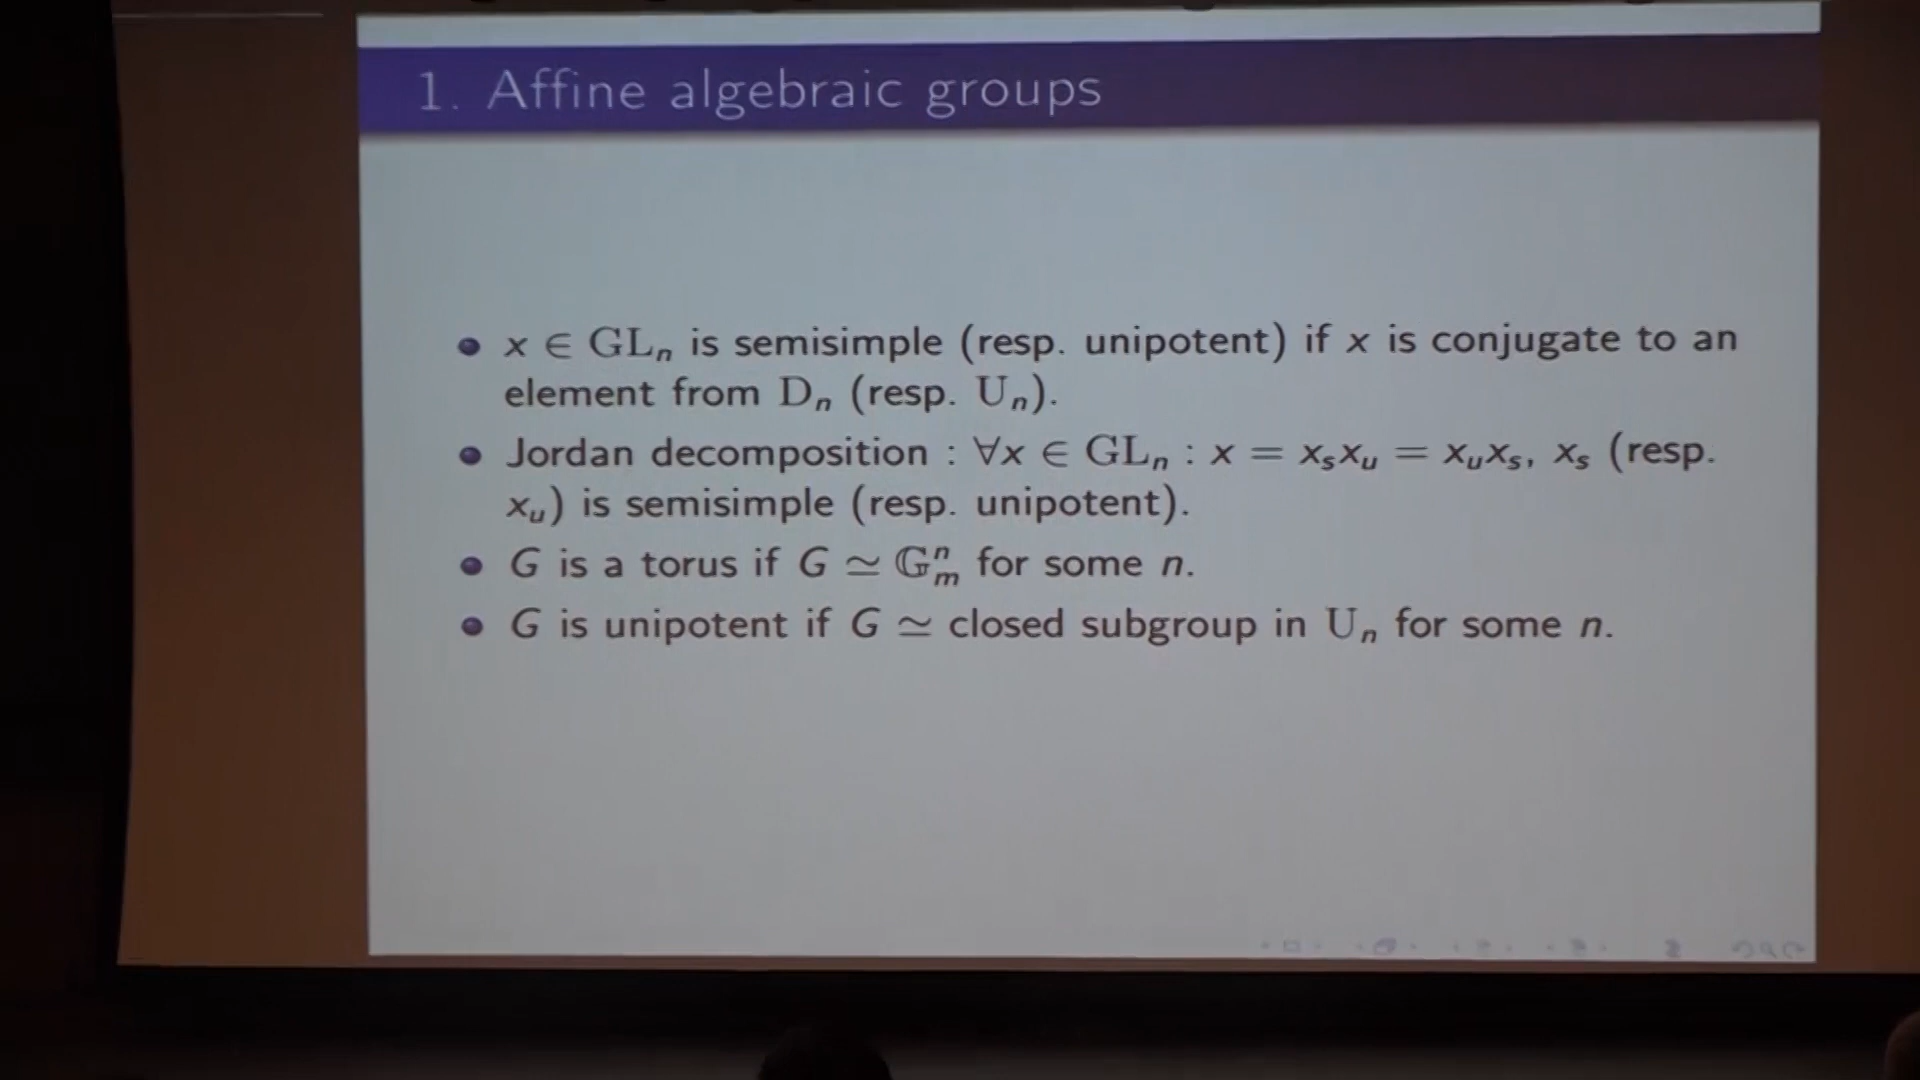 1. Affine algebraic groups
x ∈ GLₙ is semisimple (resp. unipotent) if x is conjugate to an
element from Dₙ (resp. Uₙ).
Jordan decomposition : ∀x ∈ GLₙ : x = xₛxᵤ = xᵤxₛ, xₛ (resp.
xᵤ) is semisimple (resp. unipotent).
G is a torus if G ≃ 𝔾ₘⁿ for some n.
G is unipotent if G ≃ closed subgroup in Uₙ for some n.